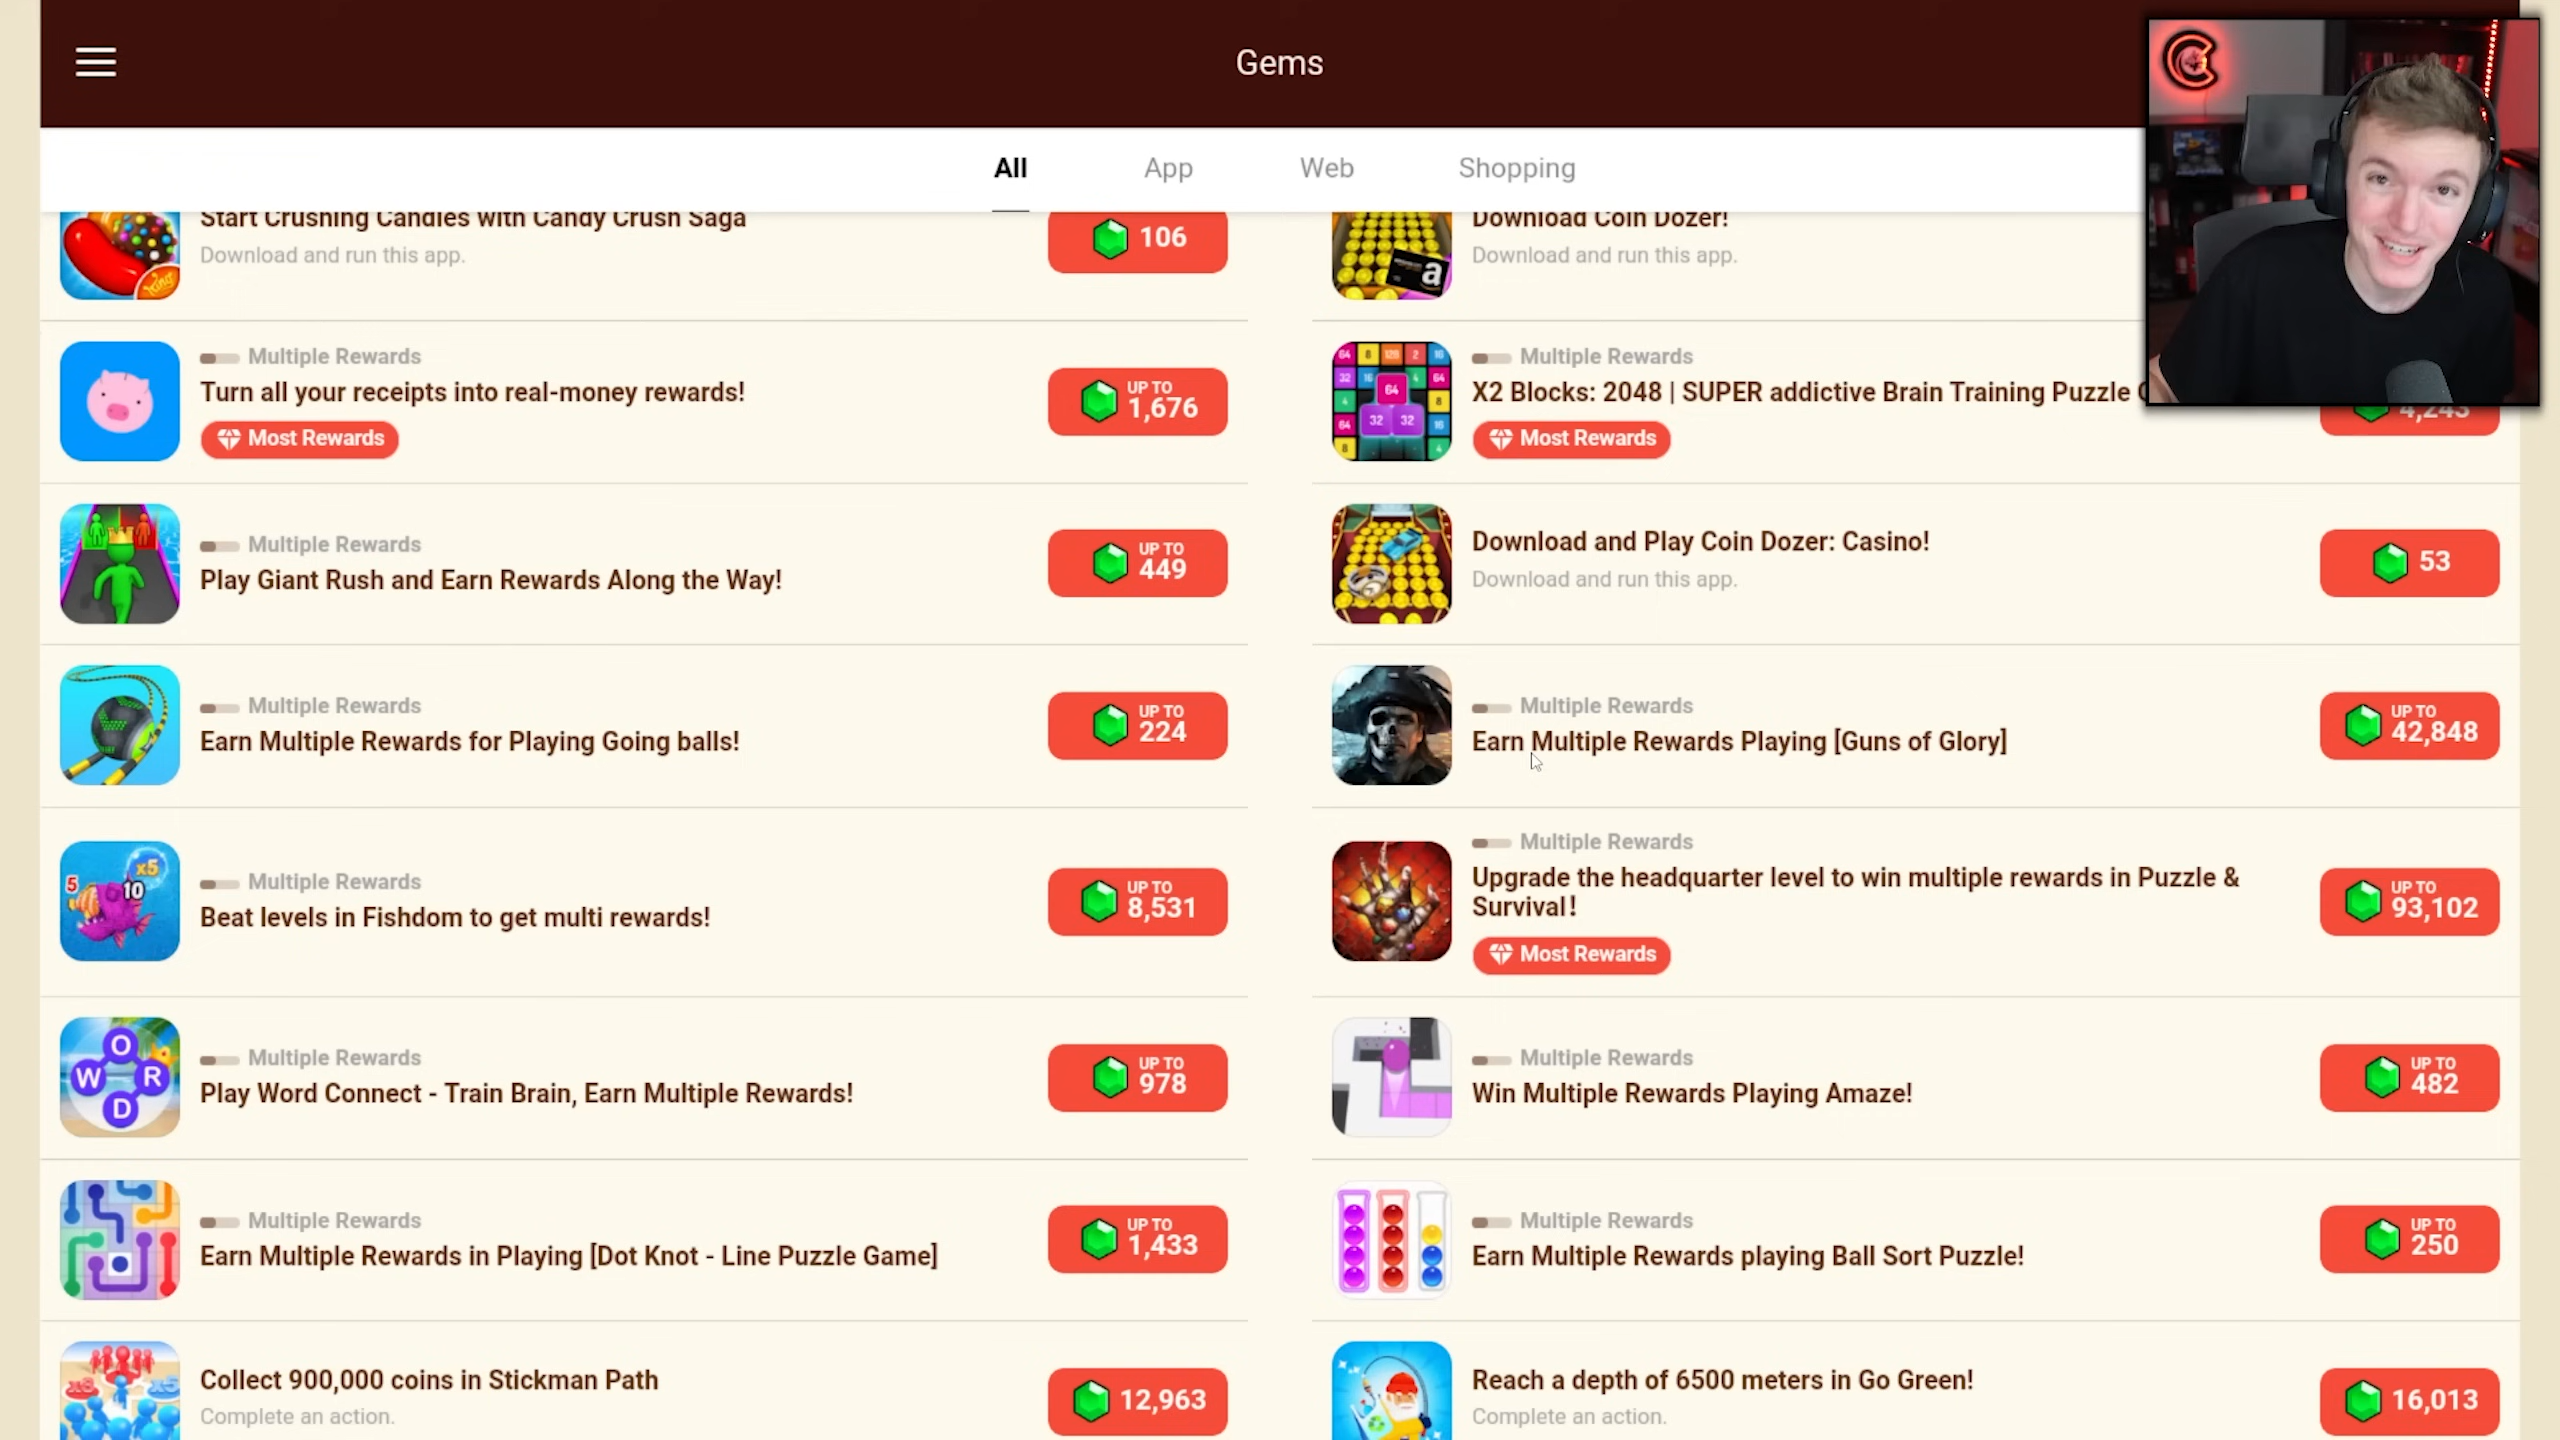 Gems
All
App
Web
Shopping
Start Crushing Candies with Candy Crush Saga
Download and run this app.
106
Download Coin Dozer!
Download and run this app.
Multiple Rewards
Turn all your receipts into real-money rewards!
Most Rewards
UP TO
1,676
Multiple Rewards
X2 Blocks: 2048 | SUPER addictive Brain Training Puzzle
Most Rewards
4,243
Multiple Rewards
Play Giant Rush and Earn Rewards Along the Way!
UP TO
449
Download and Play Coin Dozer: Casino!
Download and run this app.
53
Multiple Rewards
Earn Multiple Rewards for Playing Going balls!
UP TO
224
Multiple Rewards
Earn Multiple Rewards Playing [Guns of Glory]
UP TO
42,848
5
10
x5
Multiple Rewards
Beat levels in Fishdom to get multi rewards!
UP TO
8,531
Multiple Rewards
Upgrade the headquarter level to win multiple rewards in Puzzle &
Survival!
Most Rewards
UP TO
93,102
W O R D
Multiple Rewards
Play Word Connect - Train Brain, Earn Multiple Rewards!
UP TO
978
Multiple Rewards
Win Multiple Rewards Playing Amaze!
UP TO
482
Multiple Rewards
Earn Multiple Rewards in Playing [Dot Knot - Line Puzzle Game]
UP TO
1,433
Multiple Rewards
Earn Multiple Rewards playing Ball Sort Puzzle!
UP TO
250
Collect 900,000 coins in Stickman Path
Complete an action.
12,963
Reach a depth of 6500 meters in Go Green!
Complete an action.
16,013